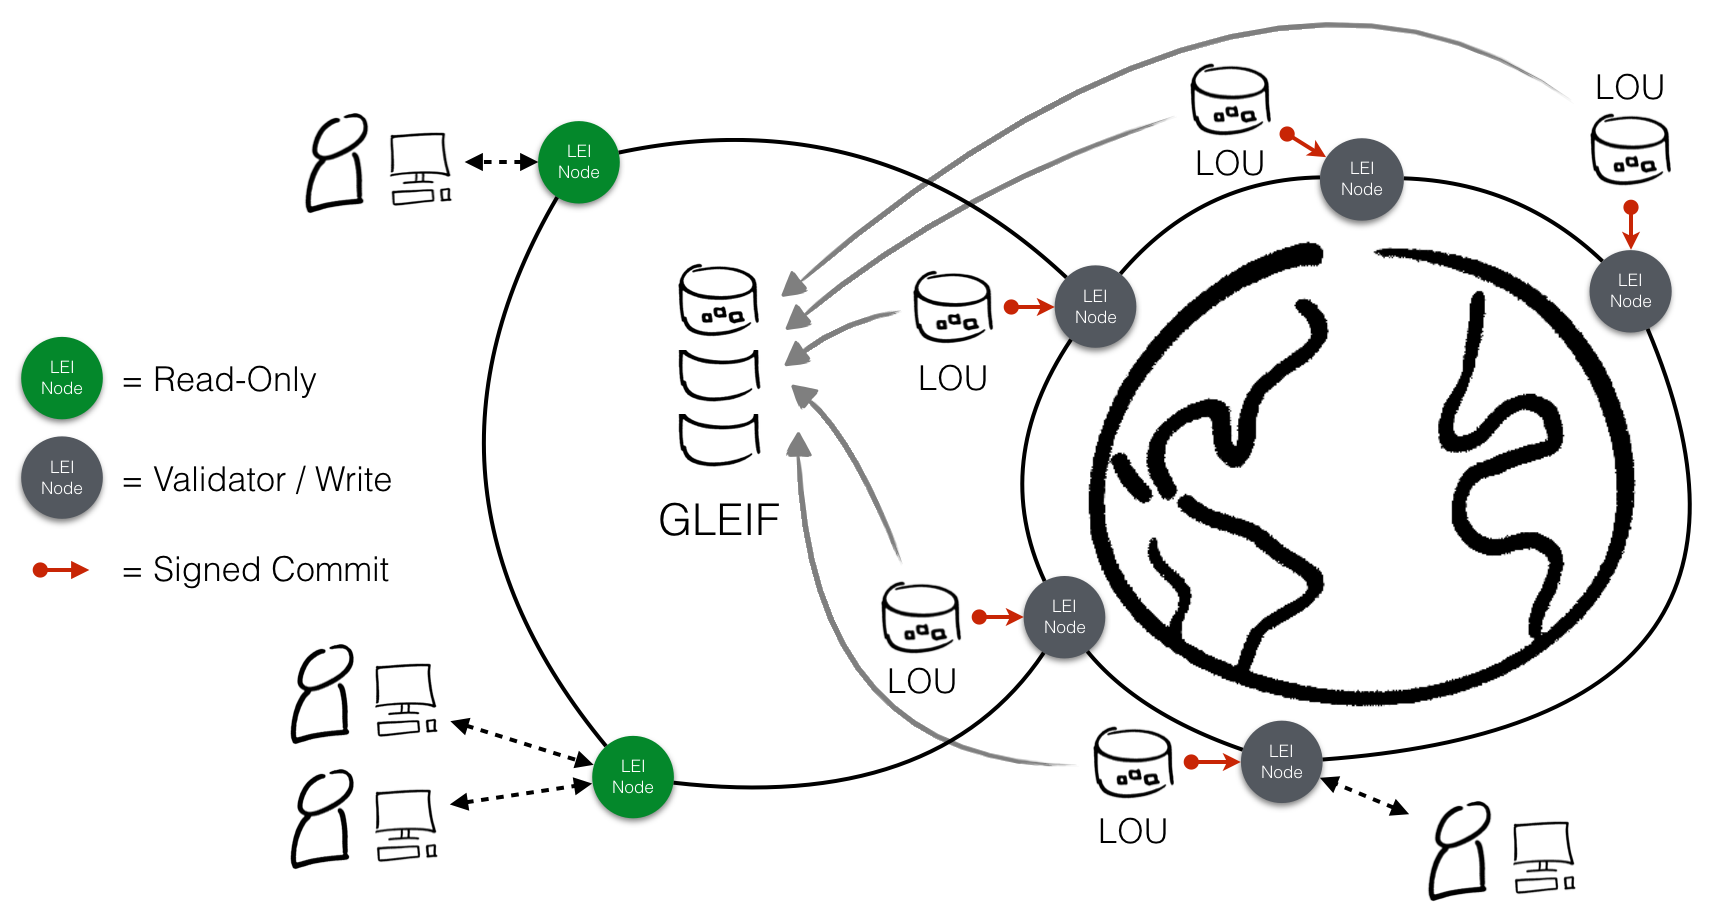 LOU
LEI
Node
LOU
LEI
Node
LEI
Node
LEI
Node
LOU
LEI
Node
= Read-Only
LEI
Node
= Validator / Write
GLEIF
= Signed Commit
LEI
Node
LOU
LEI
Node
LEI
Node
LOU